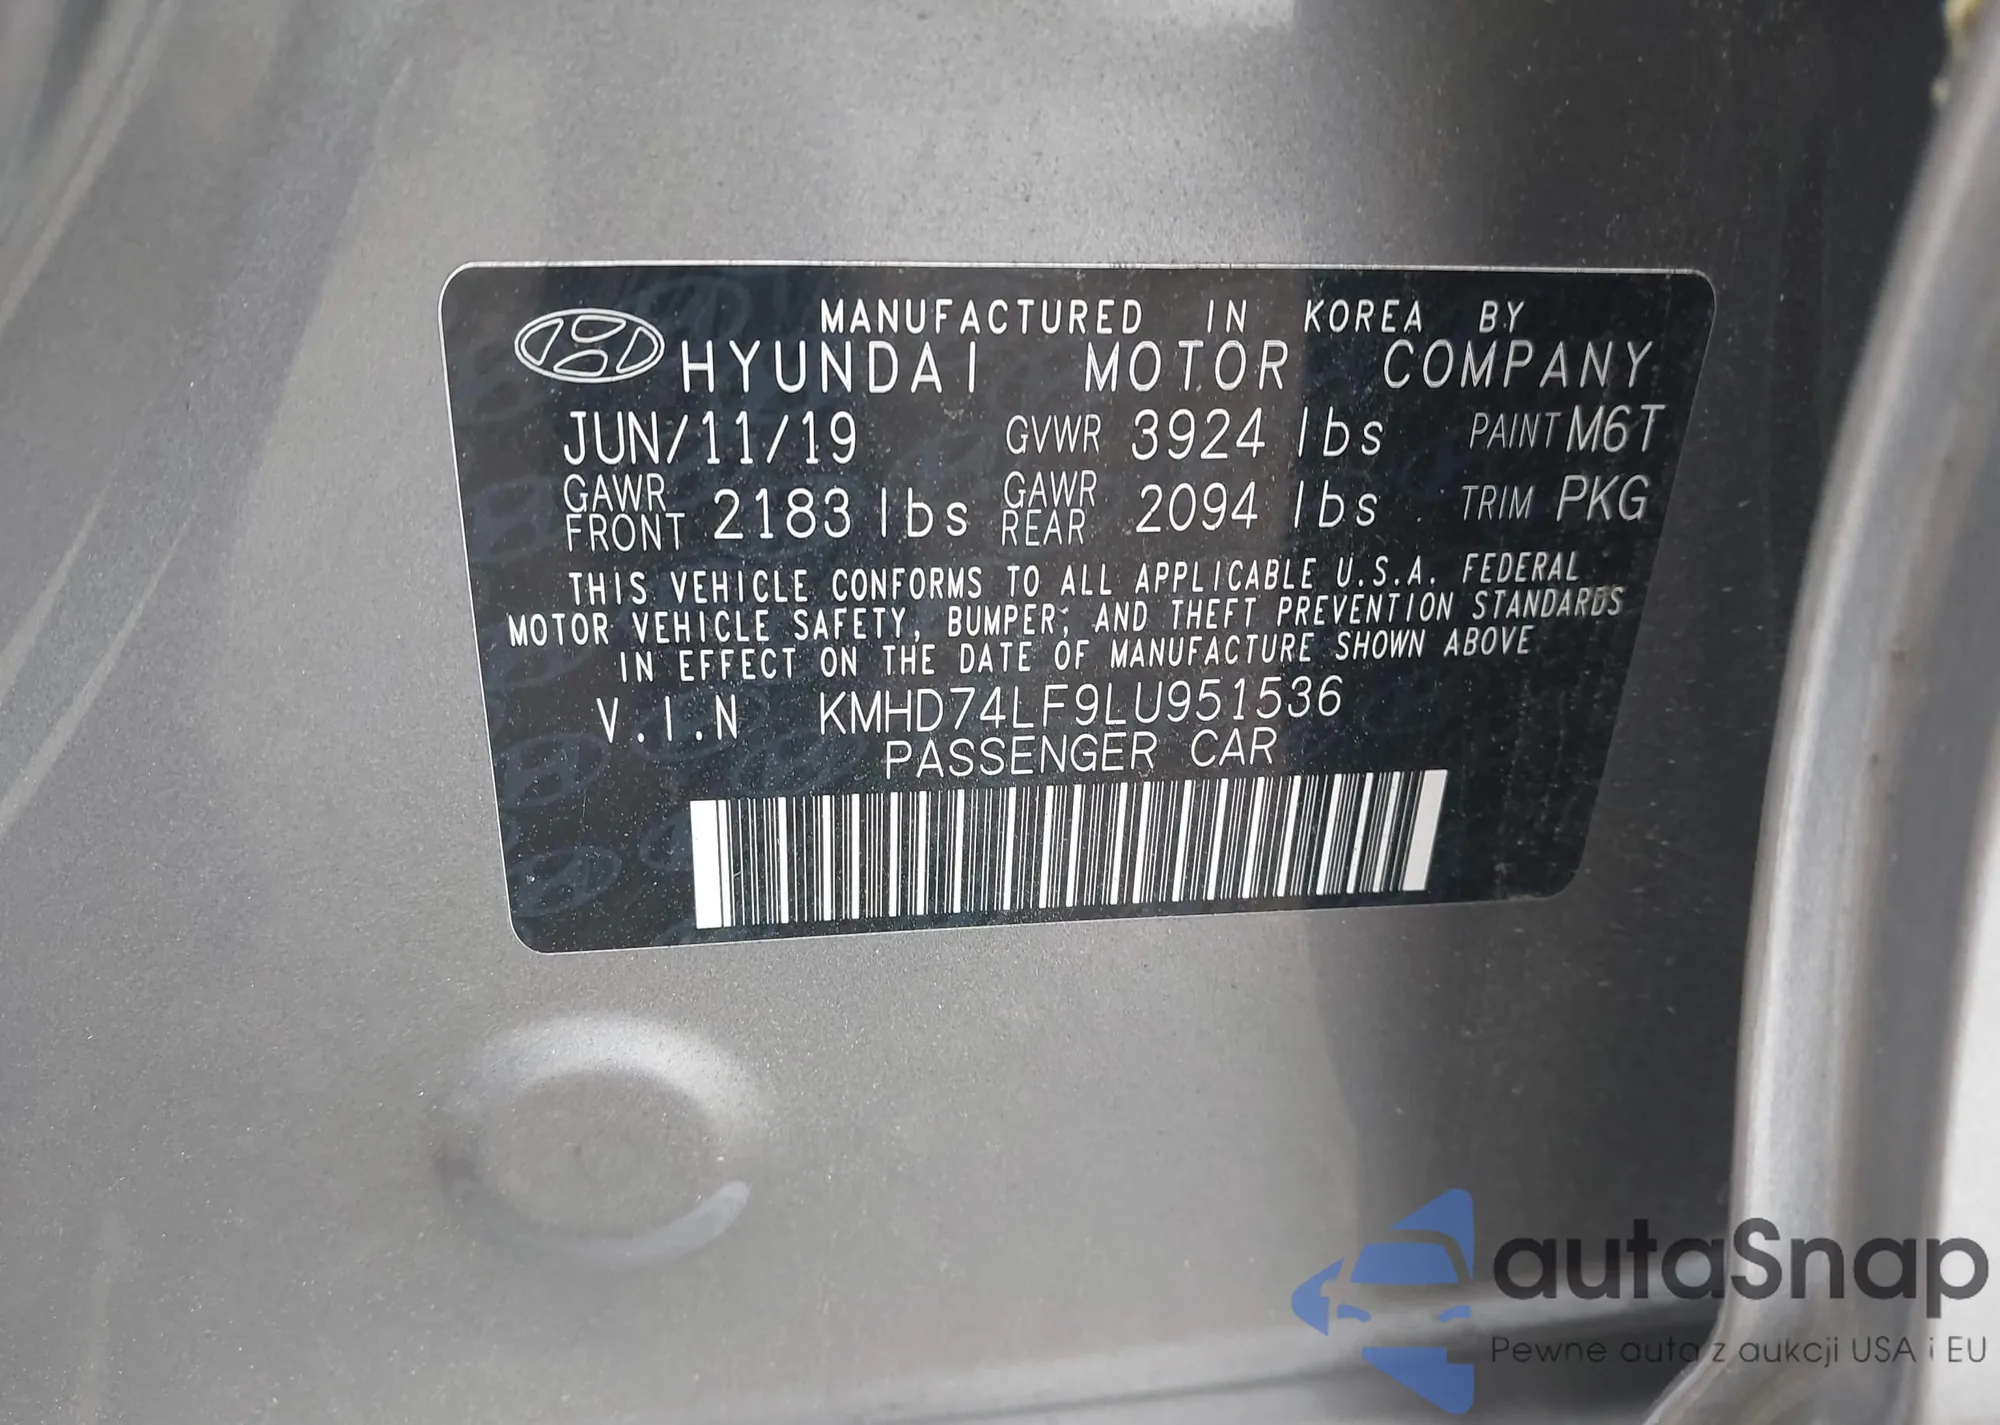 MANUFACTURED IN KOREA BY
HYUNDAI MOTOR COMPANY
JUN/11/19 GVWR 3924 lbs PAINT M6T
GAWR FRONT 2183 lbs GAWR REAR 2094 lbs TRIM PKG
THIS VEHICLE CONFORMS TO ALL APPLICABLE U.S.A. FEDERAL
MOTOR VEHICLE SAFETY, BUMPER, AND THEFT PREVENTION STANDARDS
IN EFFECT ON THE DATE OF MANUFACTURE SHOWN ABOVE
V.I.N KMHD74LF9LU951536
PASSENGER CAR
autaSnap
Pewne auta z aukcji USA i EU